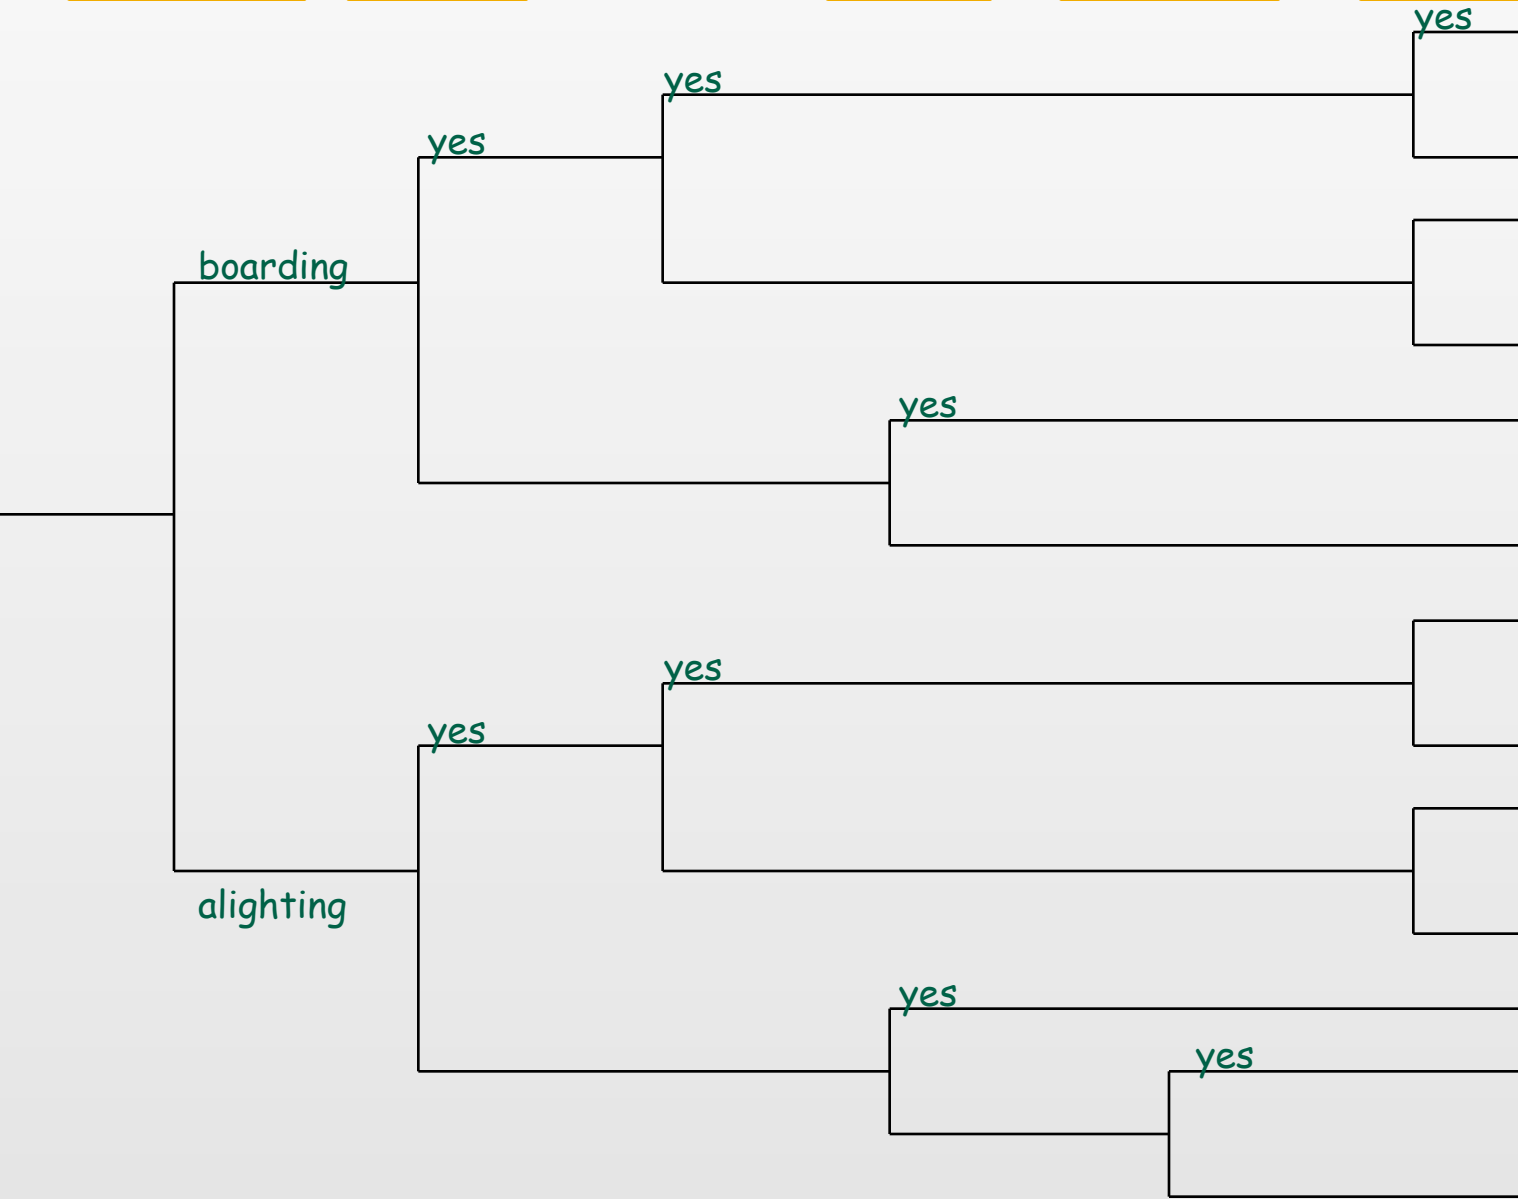 yes
yes
yes
boarding
yes
yes
yes
alighting
yes
yes